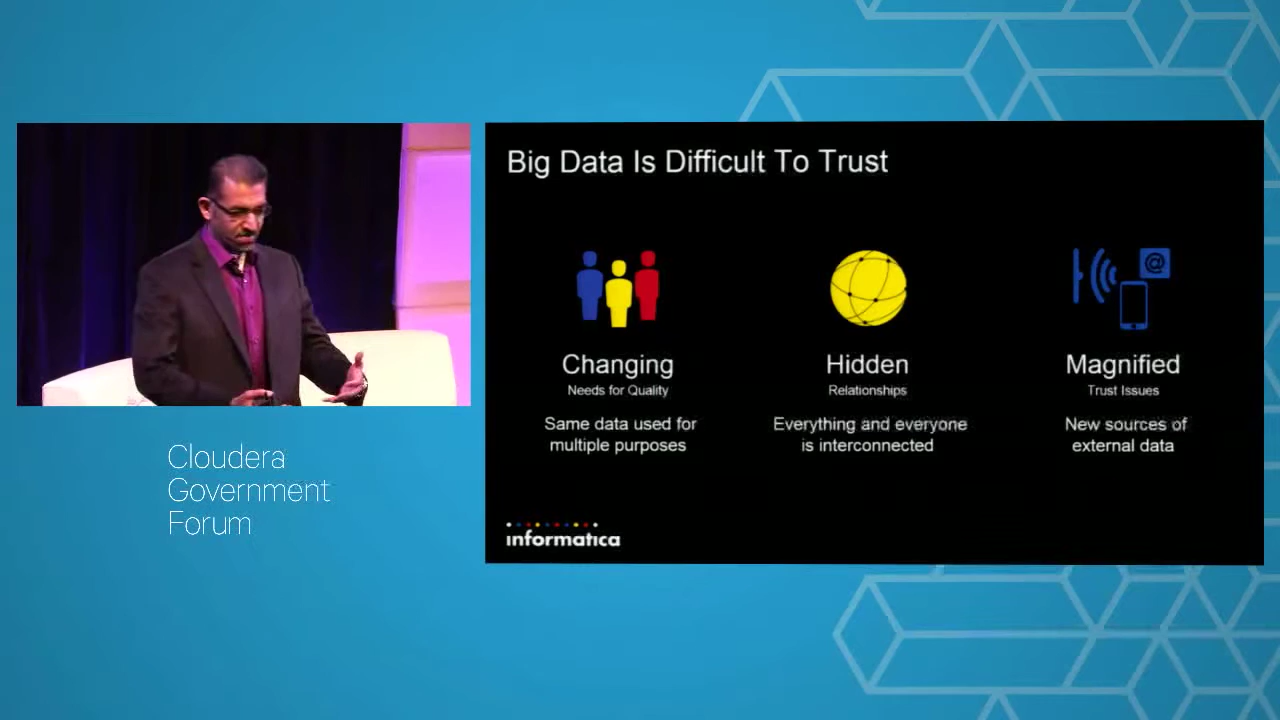 Big Data Is Difficult To Trust
Changing
Needs for Quality
Same data used for
multiple purposes
Hidden
Relationships
Everything and everyone
is interconnected
Magnified
Trust Issues
New sources of
external data
@
informatica
Cloudera
Government
Forum